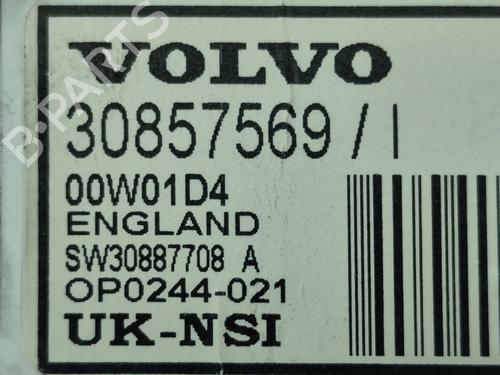 VOLVO
30857569 / I
00W01D4
ENGLAND
SW30887708 A
OP0244-021
UK-NSI
B-PARTS